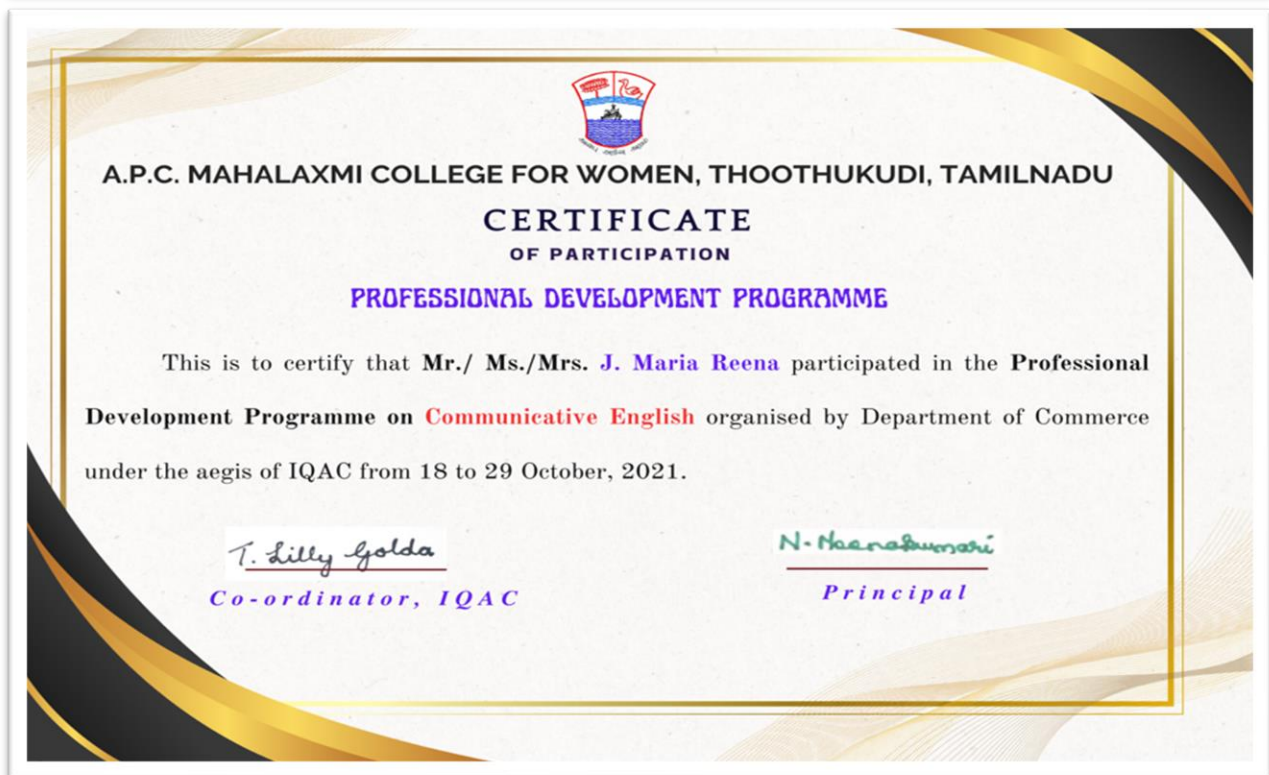 A.P.C. MAHALAXMI COLLEGE FOR WOMEN, THOOTHUKUDI, TAMILNADU
CERTIFICATE
OF PARTICIPATION
PROFESSIONAL DEVELOPMENT PROGRAMME
This is to certify that Mr./ Ms./Mrs. J. Maria Reena participated in the Professional
Development Programme on Communicative English organised by Department of Commerce
under the aegis of IQAC from 18 to 29 October, 2021.
T. Lilly Golda
N. Meenakumari
Co-ordinator, IQAC
Principal